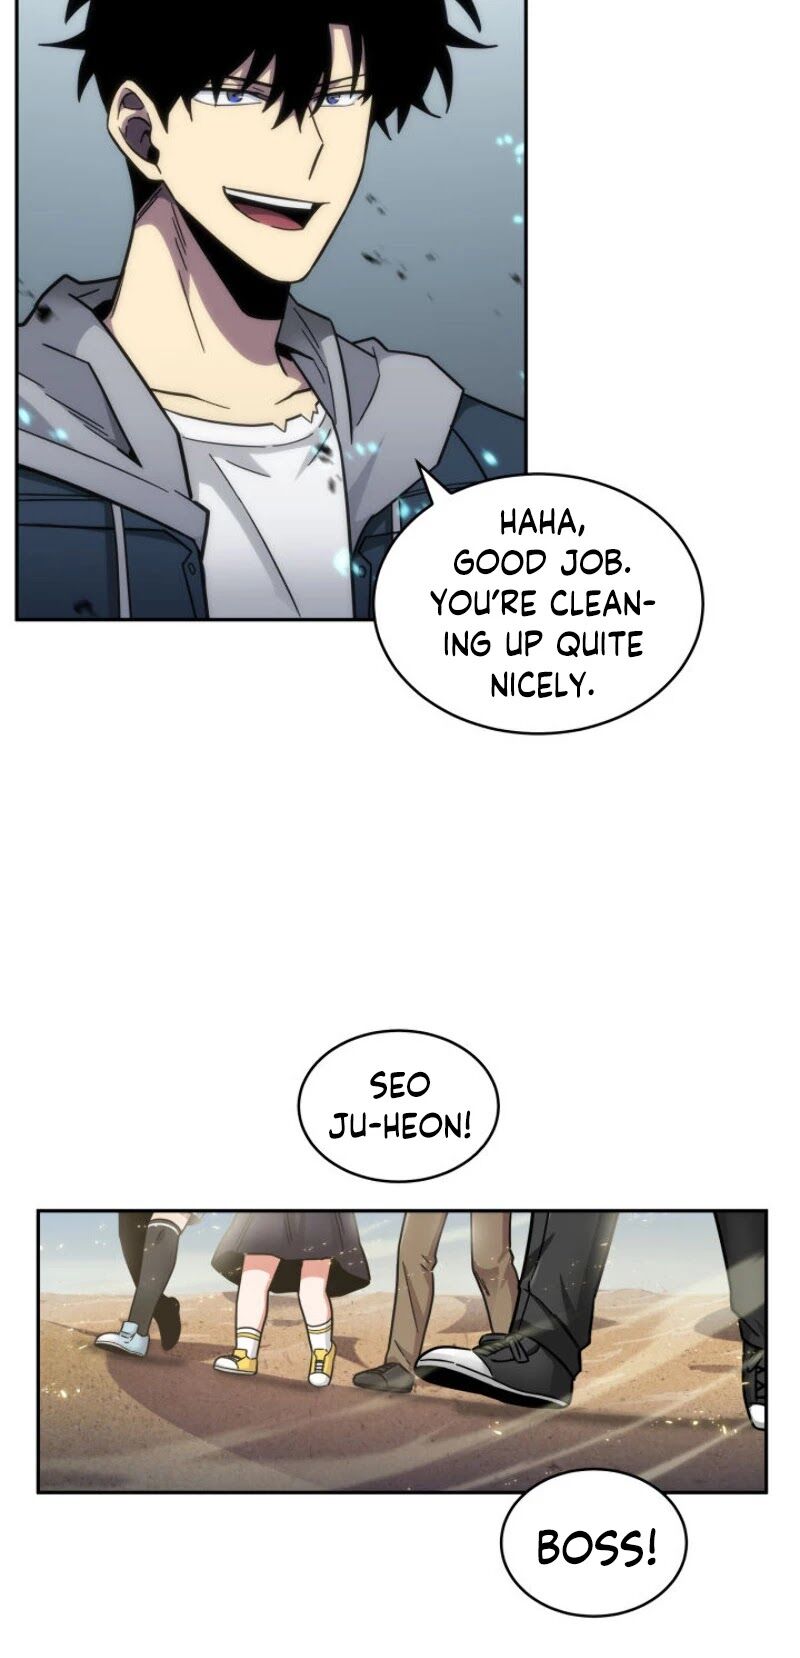 HAHA,
GOOD JOB.
YOU'RE CLEAN-
ING UP QUITE
NICELY.
SEO
JU-HEON!
BOSS!